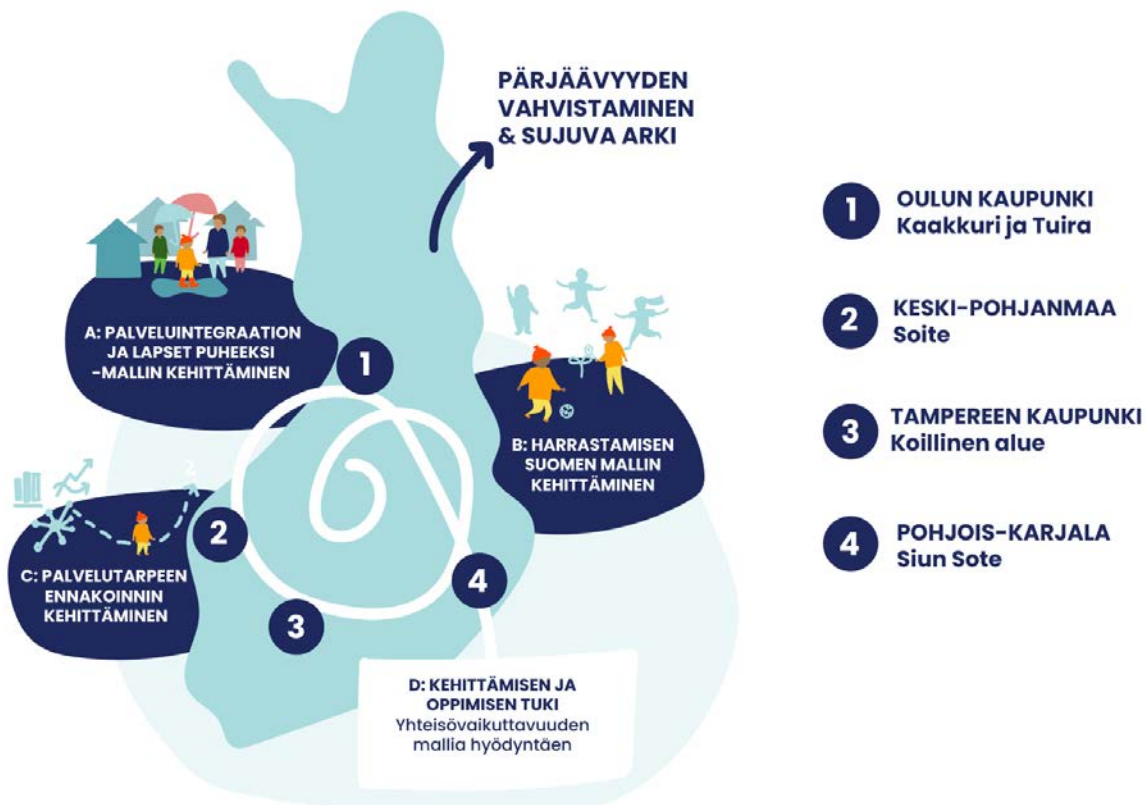 PÄRJÄÄVYYDEN
VAHVISTAMINEN
& SUJUVA ARKI
A: PALVELUINTEGRAATION
JA LAPSET PUHEEKSI
-MALLIN KEHITTÄMINEN
1
B: HARRASTAMISEN
SUOMEN MALLIN
KEHITTÄMINEN
2
C: PALVELUTARPEEN
ENNAKOINNIN
KEHITTÄMINEN
2
3
4
D: KEHITTÄMISEN JA
OPPIMISEN TUKI
Yhteisövaikuttavuuden
mallia hyödyntäen
1
OULUN KAUPUNKI
Kaakkuri ja Tuira
2
KESKI-POHJANMAA
Soite
3
TAMPEREEN KAUPUNKI
Koillinen alue
4
POHJOIS-KARJALA
Siun Sote